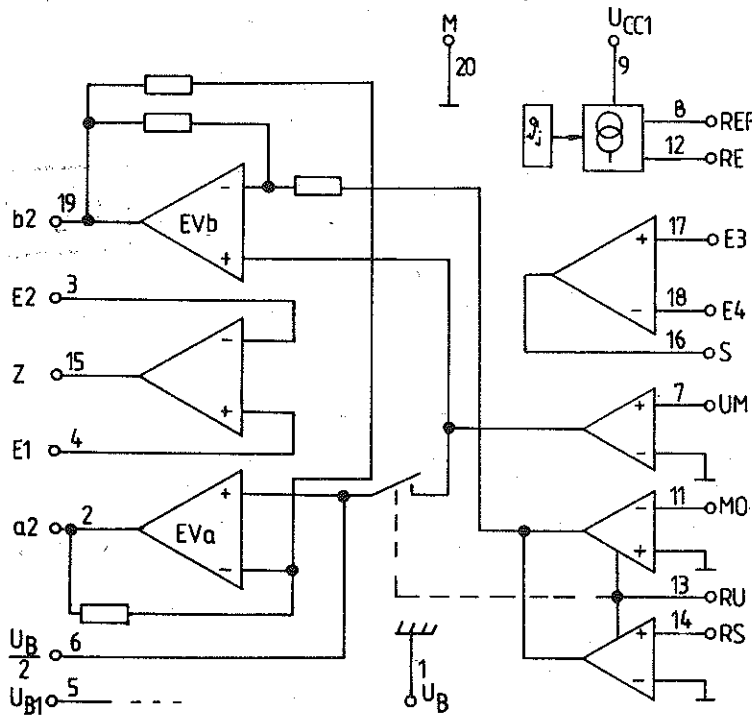 M
20
U_CC1
9
ϑj
8 REF
12 RE
19
b2
EVb
-
+
3
E2
Z 15
-
+
4
E1
a2 2
EVa
+
-
U_B/2 6
U_B1 5
1
U_B
+
17 E3
18 E4
-
16 S
+
7 UM
-
-
11 MO
+
13 RU
14 RS
+
-